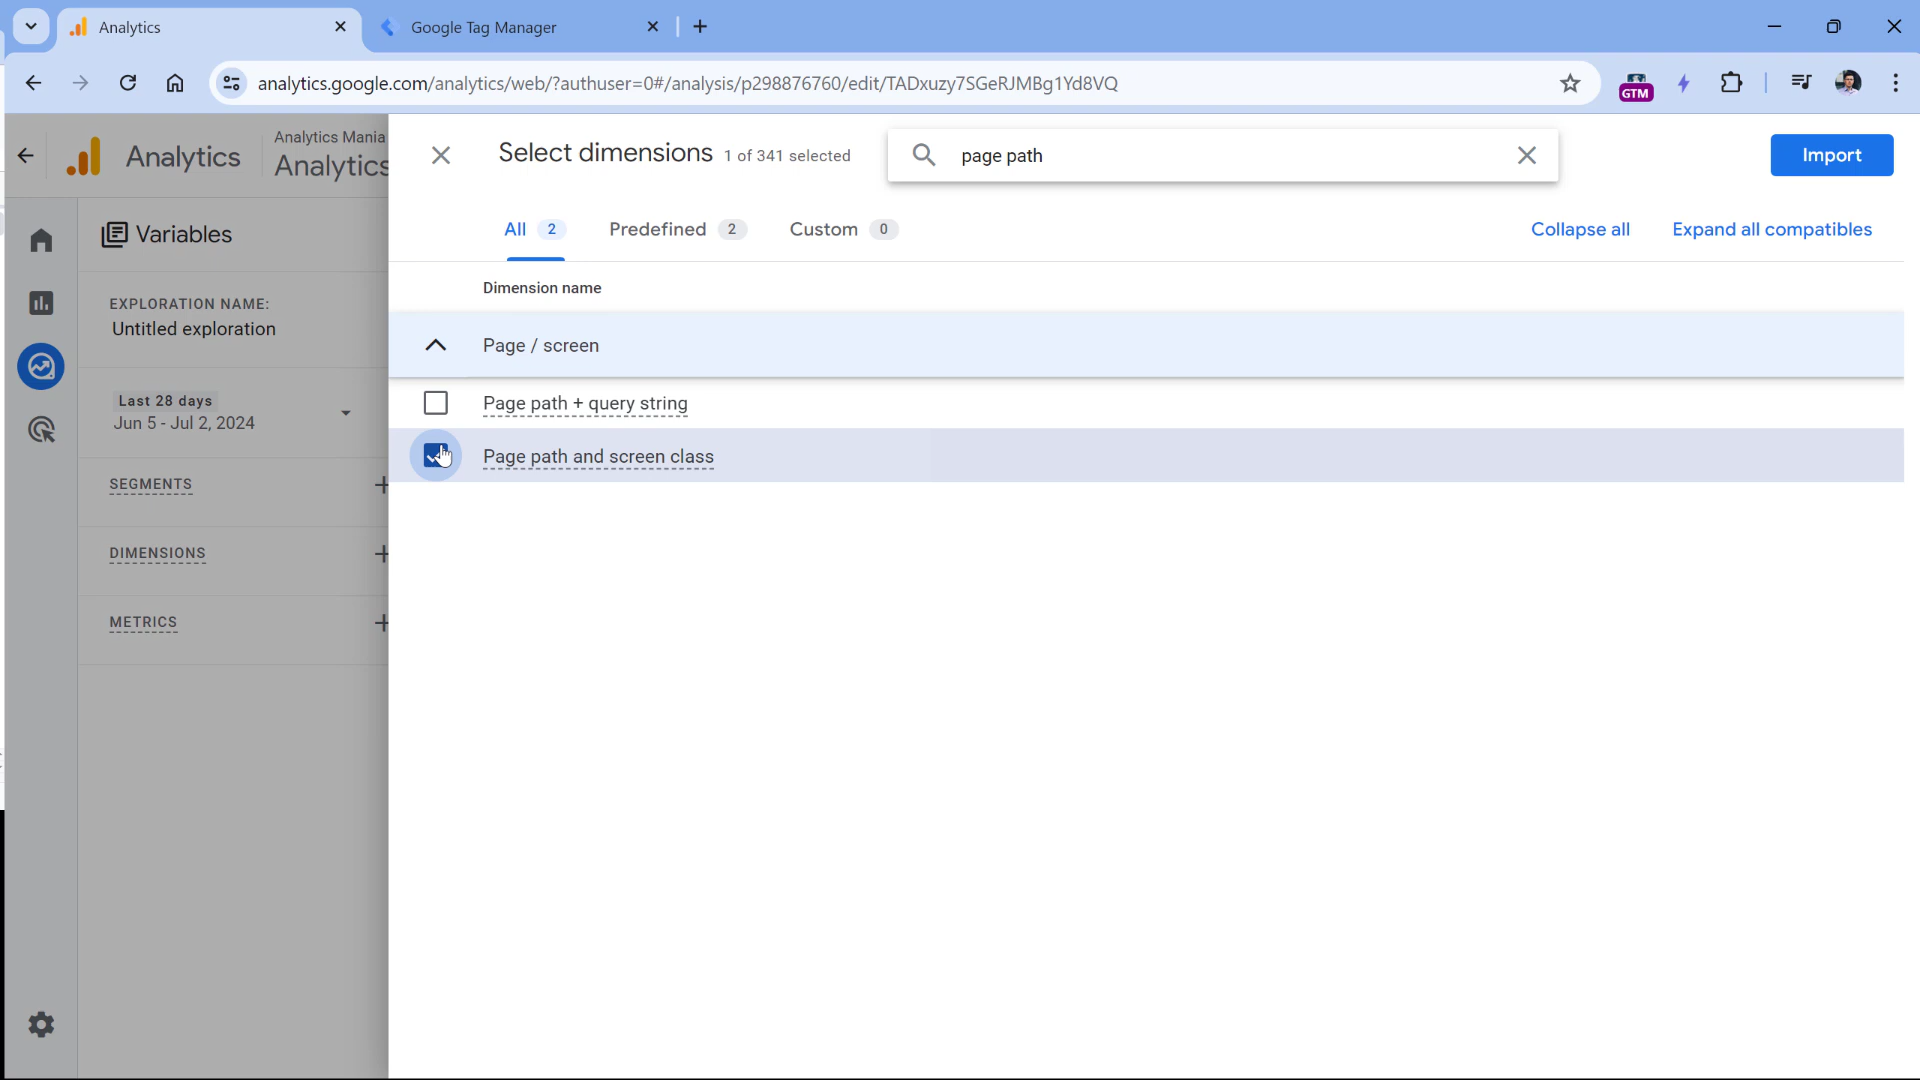 Analytics
Google Tag Manager
analytics.google.com/analytics/web/?authuser=0#/analysis/p298876760/edit/TADxuzy7SGeRJMBg1Yd8VQ
GTM
Analytics
Analytics Mania
Analytics
Select dimensions 1 of 341 selected
page path
Import
All 2
Predefined 2
Custom 0
Collapse all
Expand all compatibles
Variables
EXPLORATION NAME:
Untitled exploration
Last 28 days
Jun 5 - Jul 2, 2024
SEGMENTS
DIMENSIONS
METRICS
Dimension name
Page / screen
Page path + query string
Page path and screen class